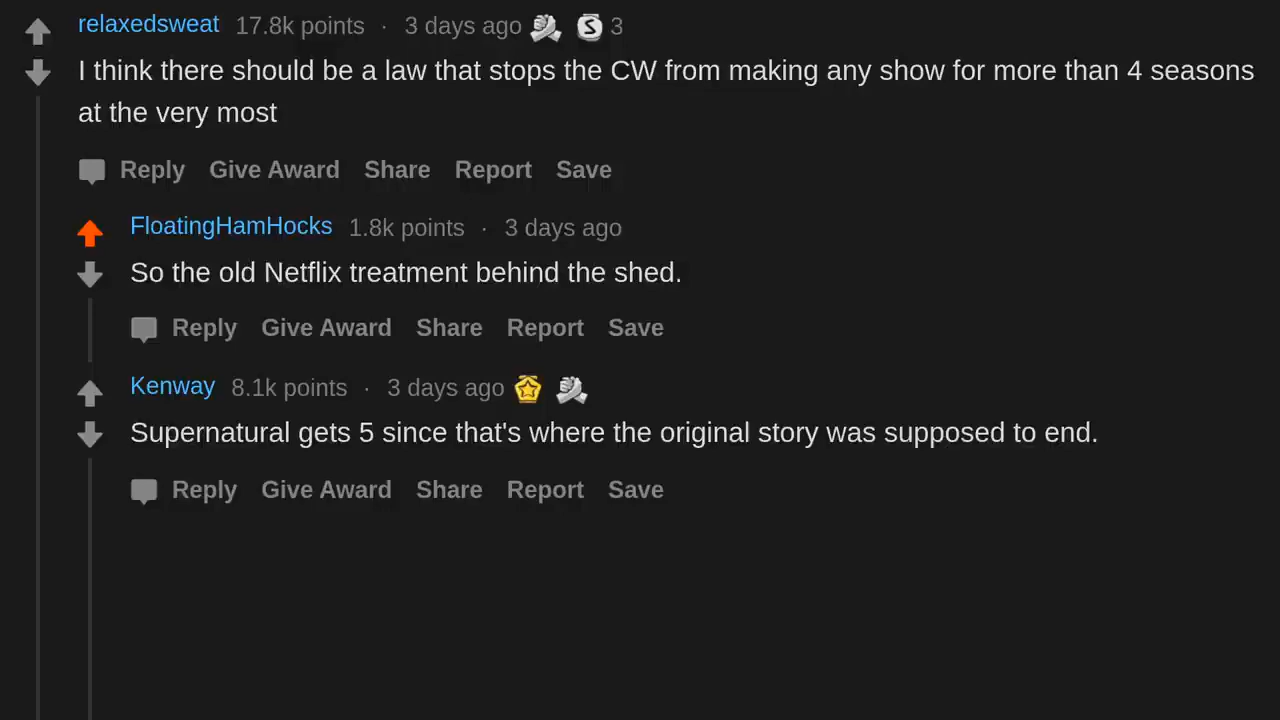 relaxedsweat 17.8k points · 3 days ago S 3
I think there should be a law that stops the CW from making any show for more than 4 seasons
at the very most
Reply Give Award Share Report Save
FloatingHamHocks 1.8k points · 3 days ago
So the old Netflix treatment behind the shed.
Reply Give Award Share Report Save
Kenway 8.1k points · 3 days ago
Supernatural gets 5 since that's where the original story was supposed to end.
Reply Give Award Share Report Save